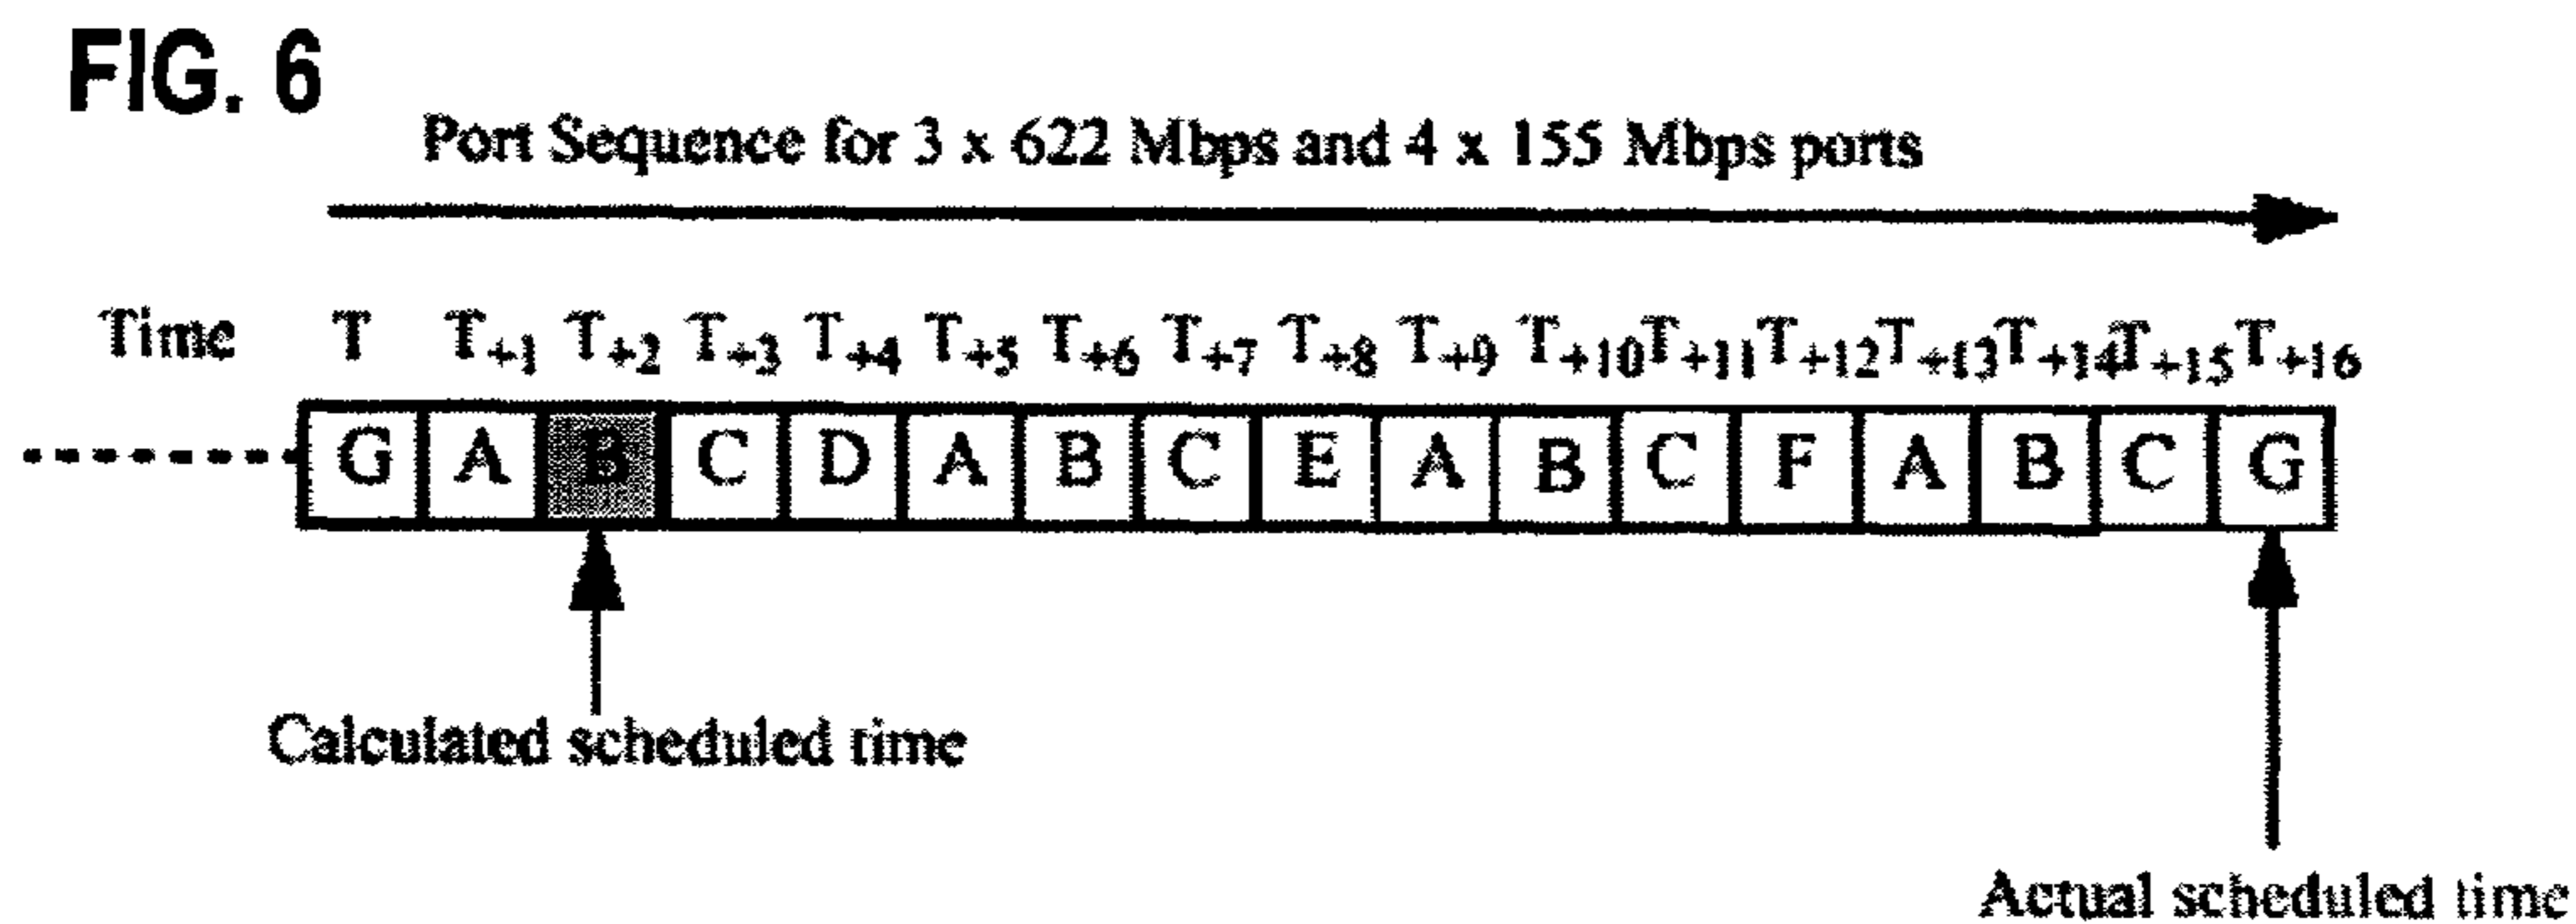 FIG. 6
Port Sequence for 3 x 622 Mbps and 4 x 155 Mbps ports
Time T T+1 T+2 T+3 T+4 T+5 T+6 T+7 T+8 T+9 T+10 T+11 T+12 T+13 T+14 T+15 T+16
G A B C D A B C E A B C F A B C G
Calculated scheduled time
Actual scheduled time